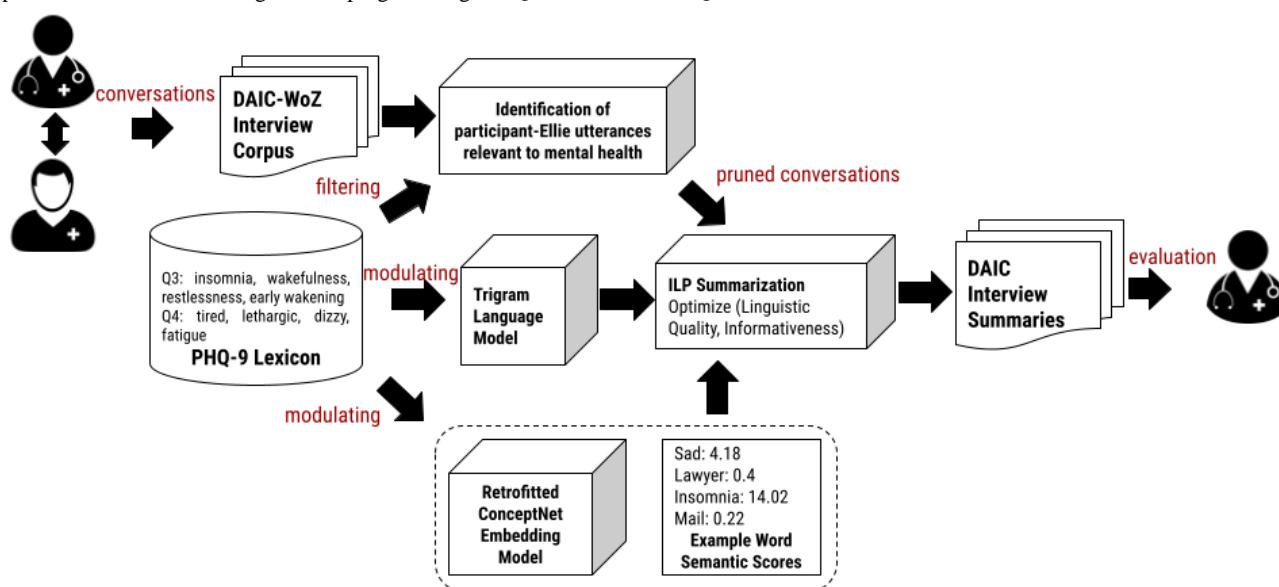 conversations
DAIC-WoZ
Interview
Corpus
Identification of
participant-Ellie utterances
relevant to mental health
filtering
pruned conversations
Q3: insomnia, wakefulness,
restlessness, early wakening
Q4: tired, lethargic, dizzy,
fatigue
PHQ-9 Lexicon
modulating
Trigram
Language
Model
ILP Summarization
Optimize (Linguistic
Quality, Informativeness)
DAIC
Interview
Summaries
evaluation
modulating
Retrofitted
ConceptNet
Embedding
Model
Sad: 4.18
Lawyer: 0.4
Insomnia: 14.02
Mail: 0.22
Example Word
Semantic Scores